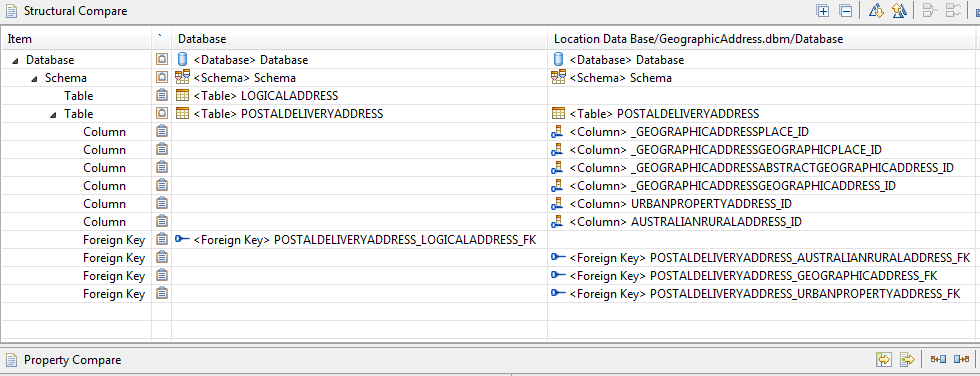 Structural Compare
Item ` Database Location Data Base/GeographicAddress.dbm/Database
Database <Database> Database <Database> Database
Schema <Schema> Schema <Schema> Schema
Table <Table> LOGICALADDRESS
Table <Table> POSTALDELIVERYADDRESS <Table> POSTALDELIVERYADDRESS
Column <Column> _GEOGRAPHICADDRESSPLACE_ID
Column <Column> _GEOGRAPHICADDRESSGEOGRAPHICPLACE_ID
Column <Column> _GEOGRAPHICADDRESSABSTRACTGEOGRAPHICADDRESS_ID
Column <Column> _GEOGRAPHICADDRESSGEOGRAPHICADDRESS_ID
Column <Column> URBANPROPERTYADDRESS_ID
Column <Column> AUSTRALIANRURALADDRESS_ID
Foreign Key <Foreign Key> POSTALDELIVERYADDRESS_LOGICALADDRESS_FK
Foreign Key <Foreign Key> POSTALDELIVERYADDRESS_AUSTRALIANRURALADDRESS_FK
Foreign Key <Foreign Key> POSTALDELIVERYADDRESS_GEOGRAPHICADDRESS_FK
Foreign Key <Foreign Key> POSTALDELIVERYADDRESS_URBANPROPERTYADDRESS_FK
Property Compare